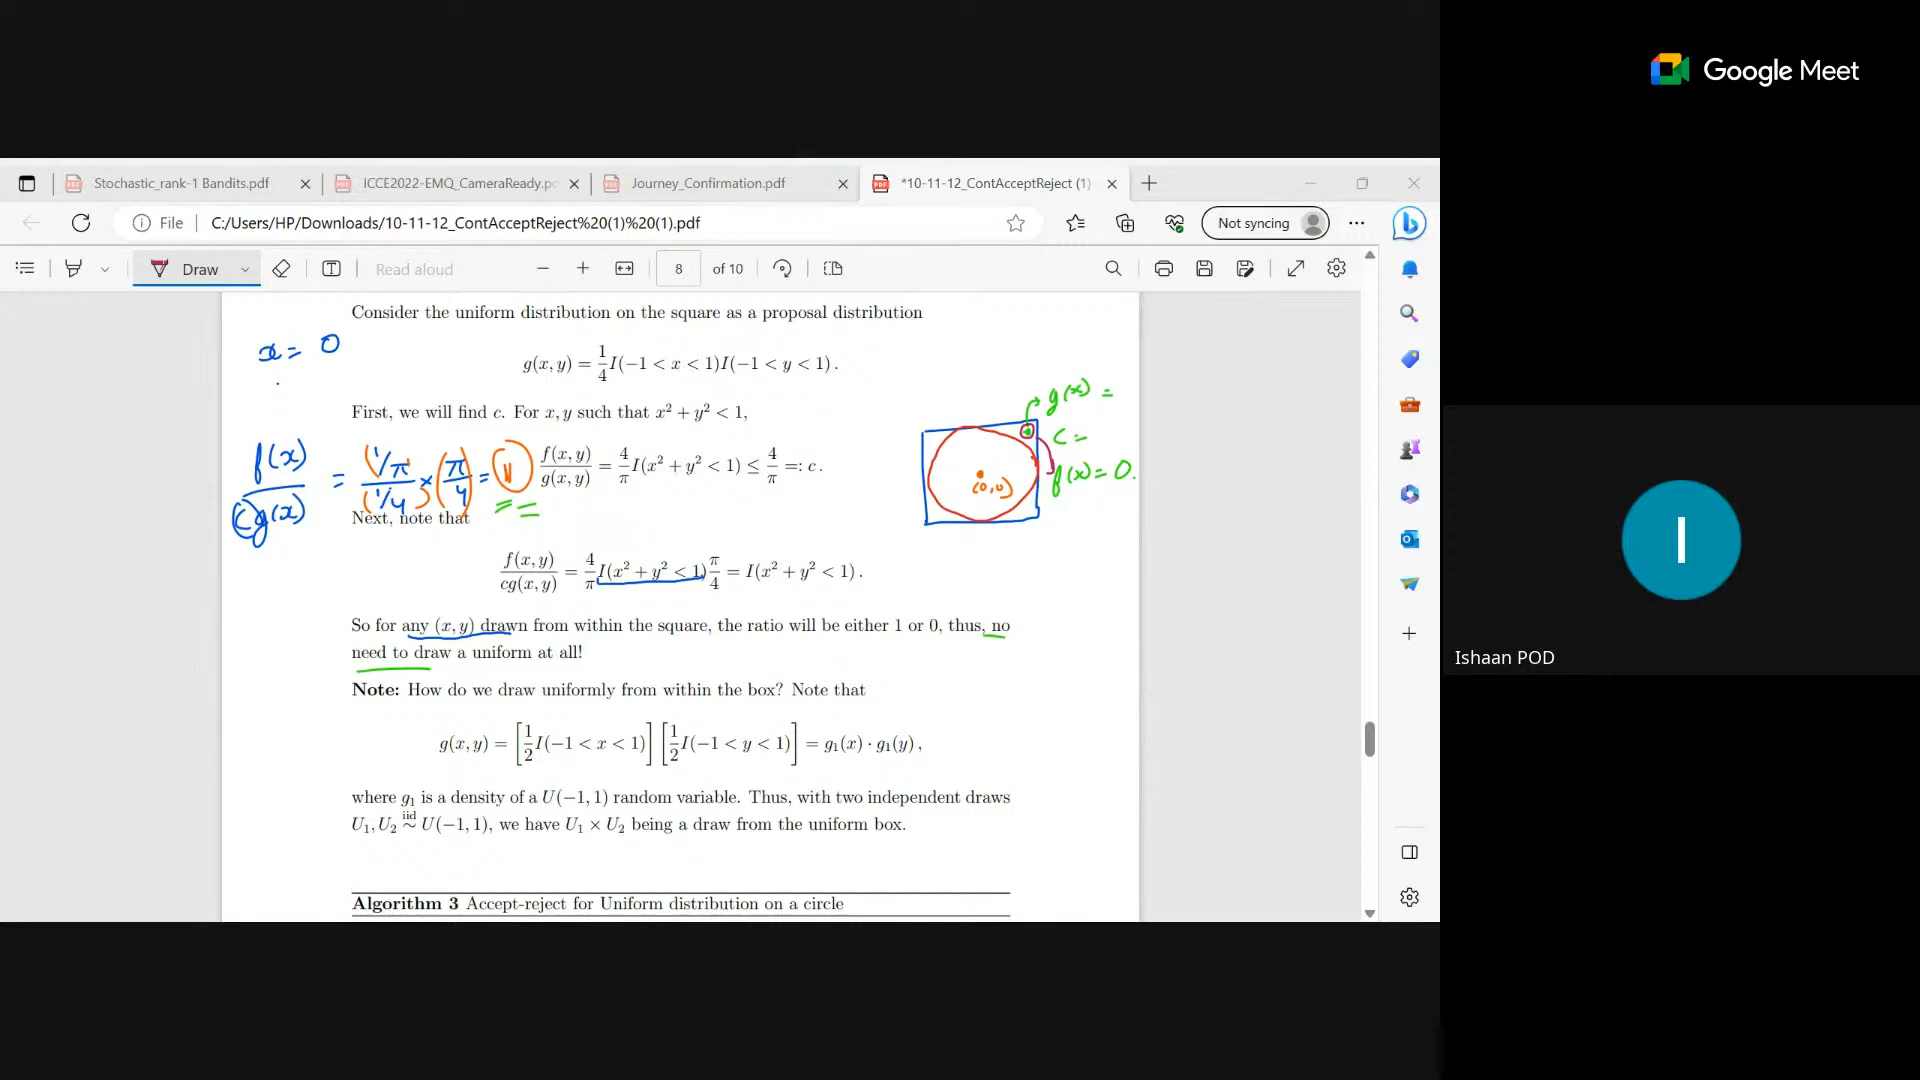 Google Meet
Stochastic_rank-1 Bandits.pdf
ICCE2022-EMQ_CameraReady.pc
Journey_Confirmation.pdf
*10-11-12_ContAcceptReject (1)
File
C:/Users/HP/Downloads/10-11-12_ContAcceptReject%20(1)%20(1).pdf
Not syncing
Draw
Read aloud
8 of 10
Consider the uniform distribution on the square as a proposal distribution
x = 0
g(x, y) = 1/4 I(−1 < x < 1)I(−1 < y < 1) .
First, we will find c. For x, y such that x² + y² < 1,
g(x) =
c =
f(x) = 0.
(0,0)
f(x) / c g(x) = (1/π) / (1/4) × (π/4) = 1
f(x, y) / g(x, y) = 4/π I(x² + y² < 1) ≤ 4/π =: c .
Next, note that
f(x, y) / cg(x, y) = 4/π I(x² + y² < 1) π/4 = I(x² + y² < 1) .
So for any (x, y) drawn from within the square, the ratio will be either 1 or 0, thus, no
need to draw a uniform at all!
Note: How do we draw uniformly from within the box? Note that
g(x, y) = [1/2 I(−1 < x < 1)] [1/2 I(−1 < y < 1)] = g₁(x) · g₁(y) ,
where g₁ is a density of a U(−1, 1) random variable. Thus, with two independent draws
U₁, U₂ iid ∼ U(−1, 1), we have U₁ × U₂ being a draw from the uniform box.
Algorithm 3 Accept-reject for Uniform distribution on a circle
I
Ishaan POD